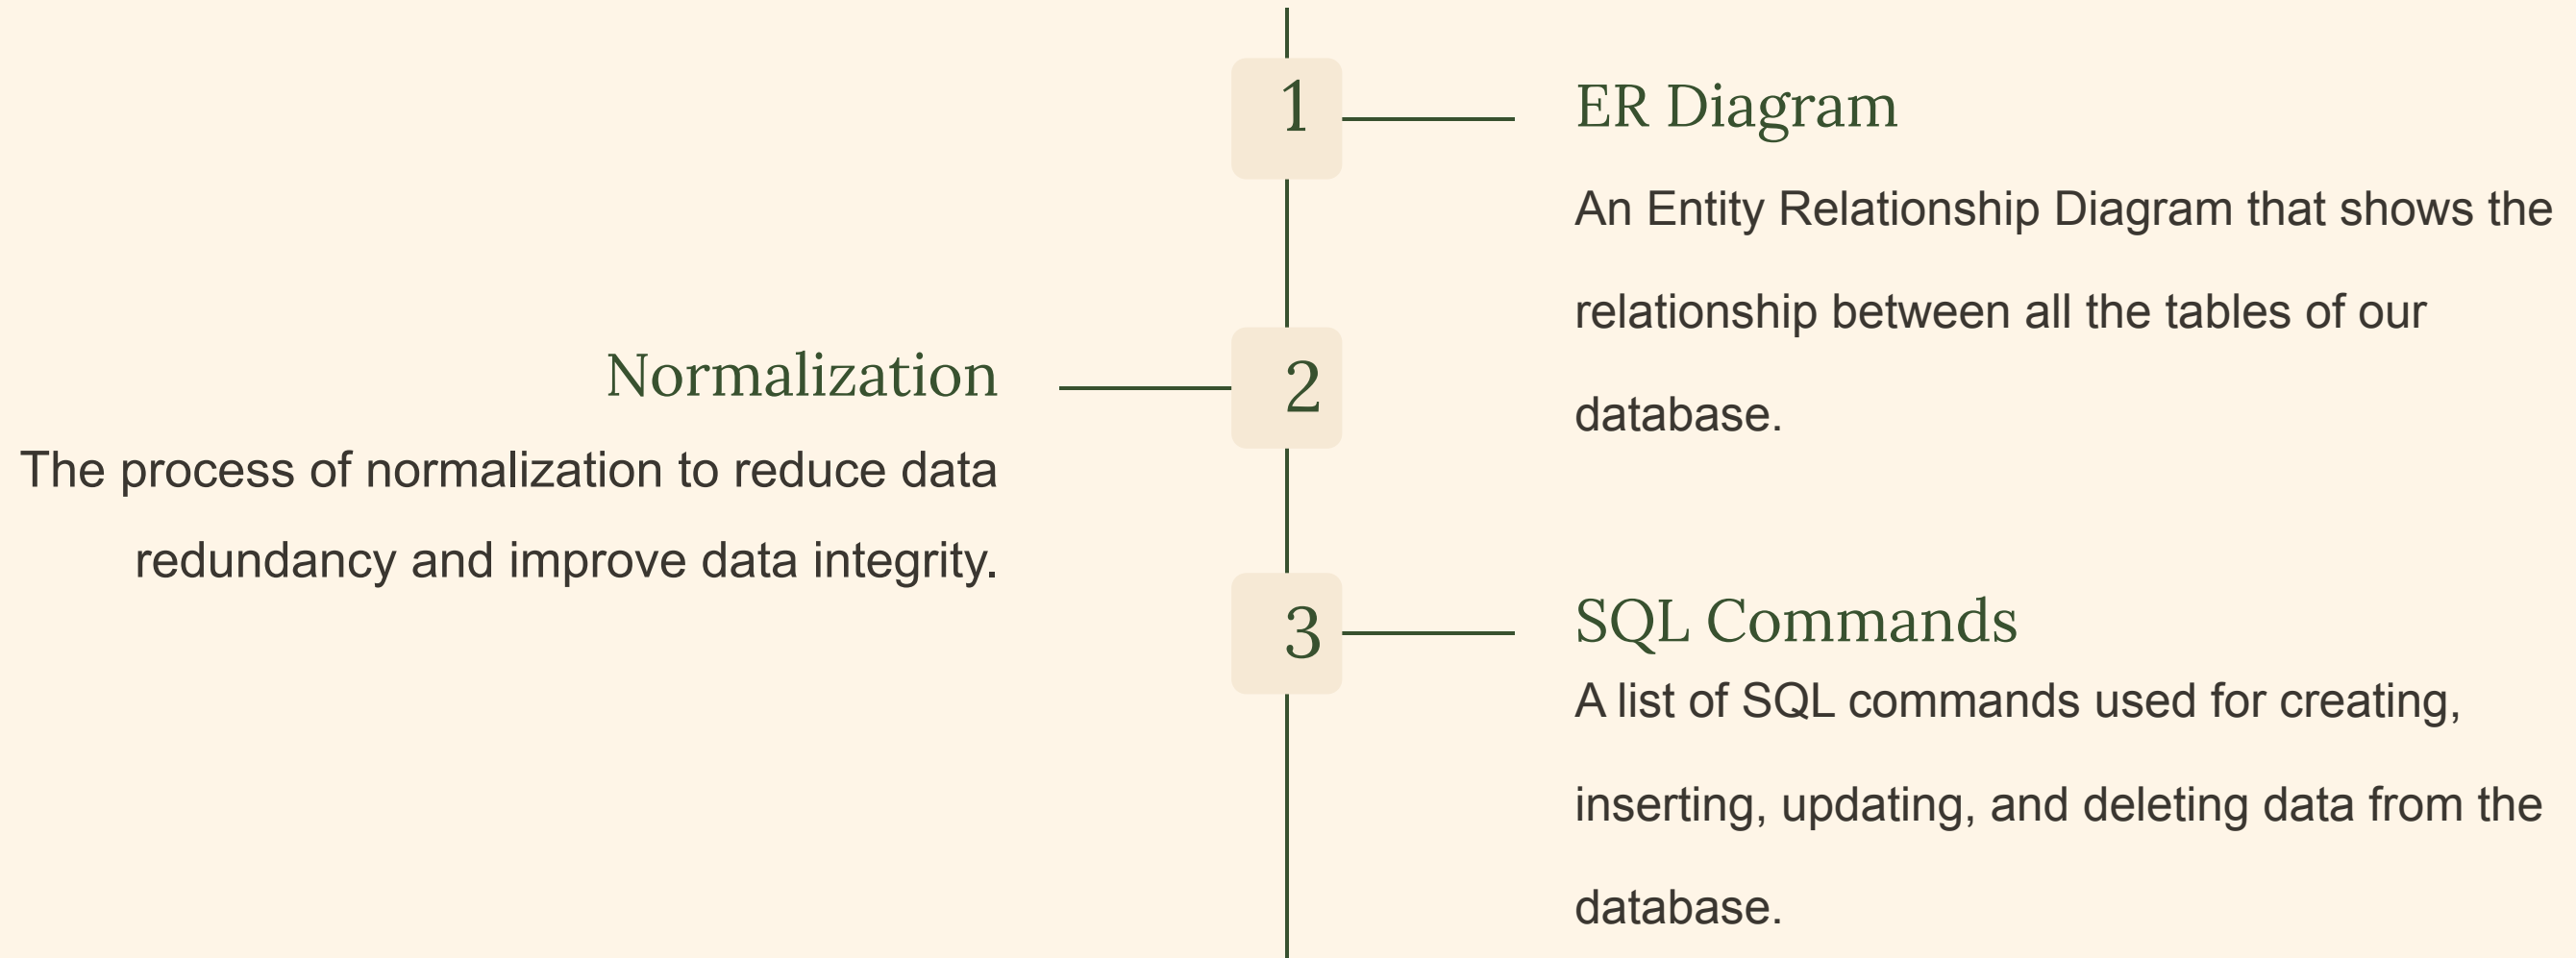 1
ER Diagram
An Entity Relationship Diagram that shows the
relationship between all the tables of our
database.
2
Normalization
The process of normalization to reduce data
redundancy and improve data integrity.
3
SQL Commands
A list of SQL commands used for creating,
inserting, updating, and deleting data from the
database.